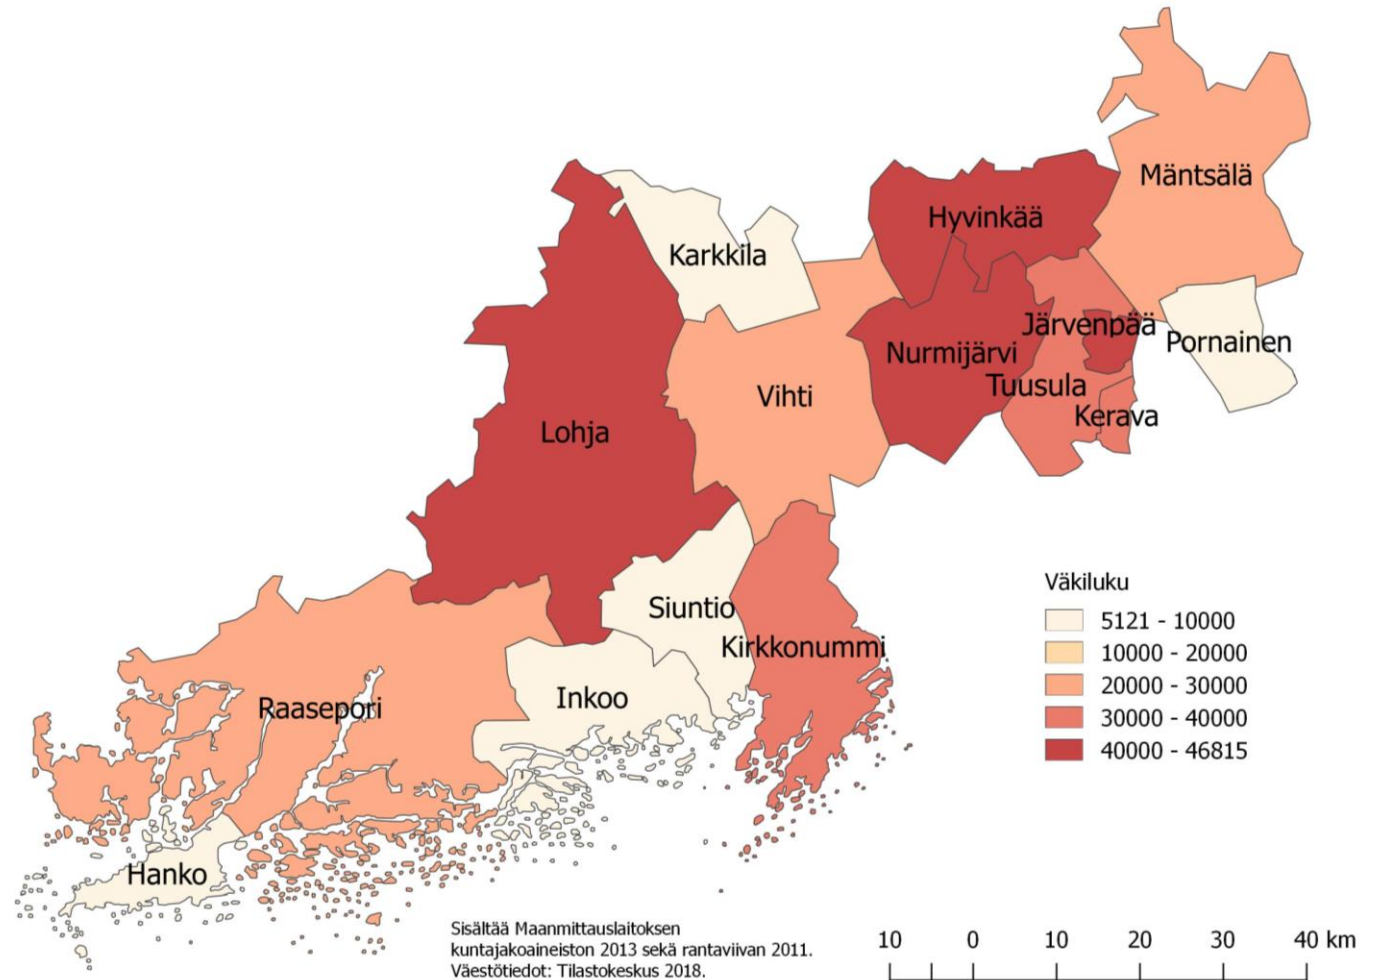 Mäntsälä
Hyvinkää
Karkkila
Järvenpää
Pornainen
Nurmijärvi
Tuusula
Vihti
Kerava
Lohja
Väkiluku
Siuntio
5121 - 10000
Kirkkonummi
10000 - 20000
20000 - 30000
Inkoo
Raasepori
30000 - 40000
40000 - 46815
Hanko
Sisältää Maanmittauslaitoksen
kuntajakoaineiston 2013 sekä rantaviivan 2011.
Väestötiedot: Tilastokeskus 2018.
10 0 10 20 30 40 km